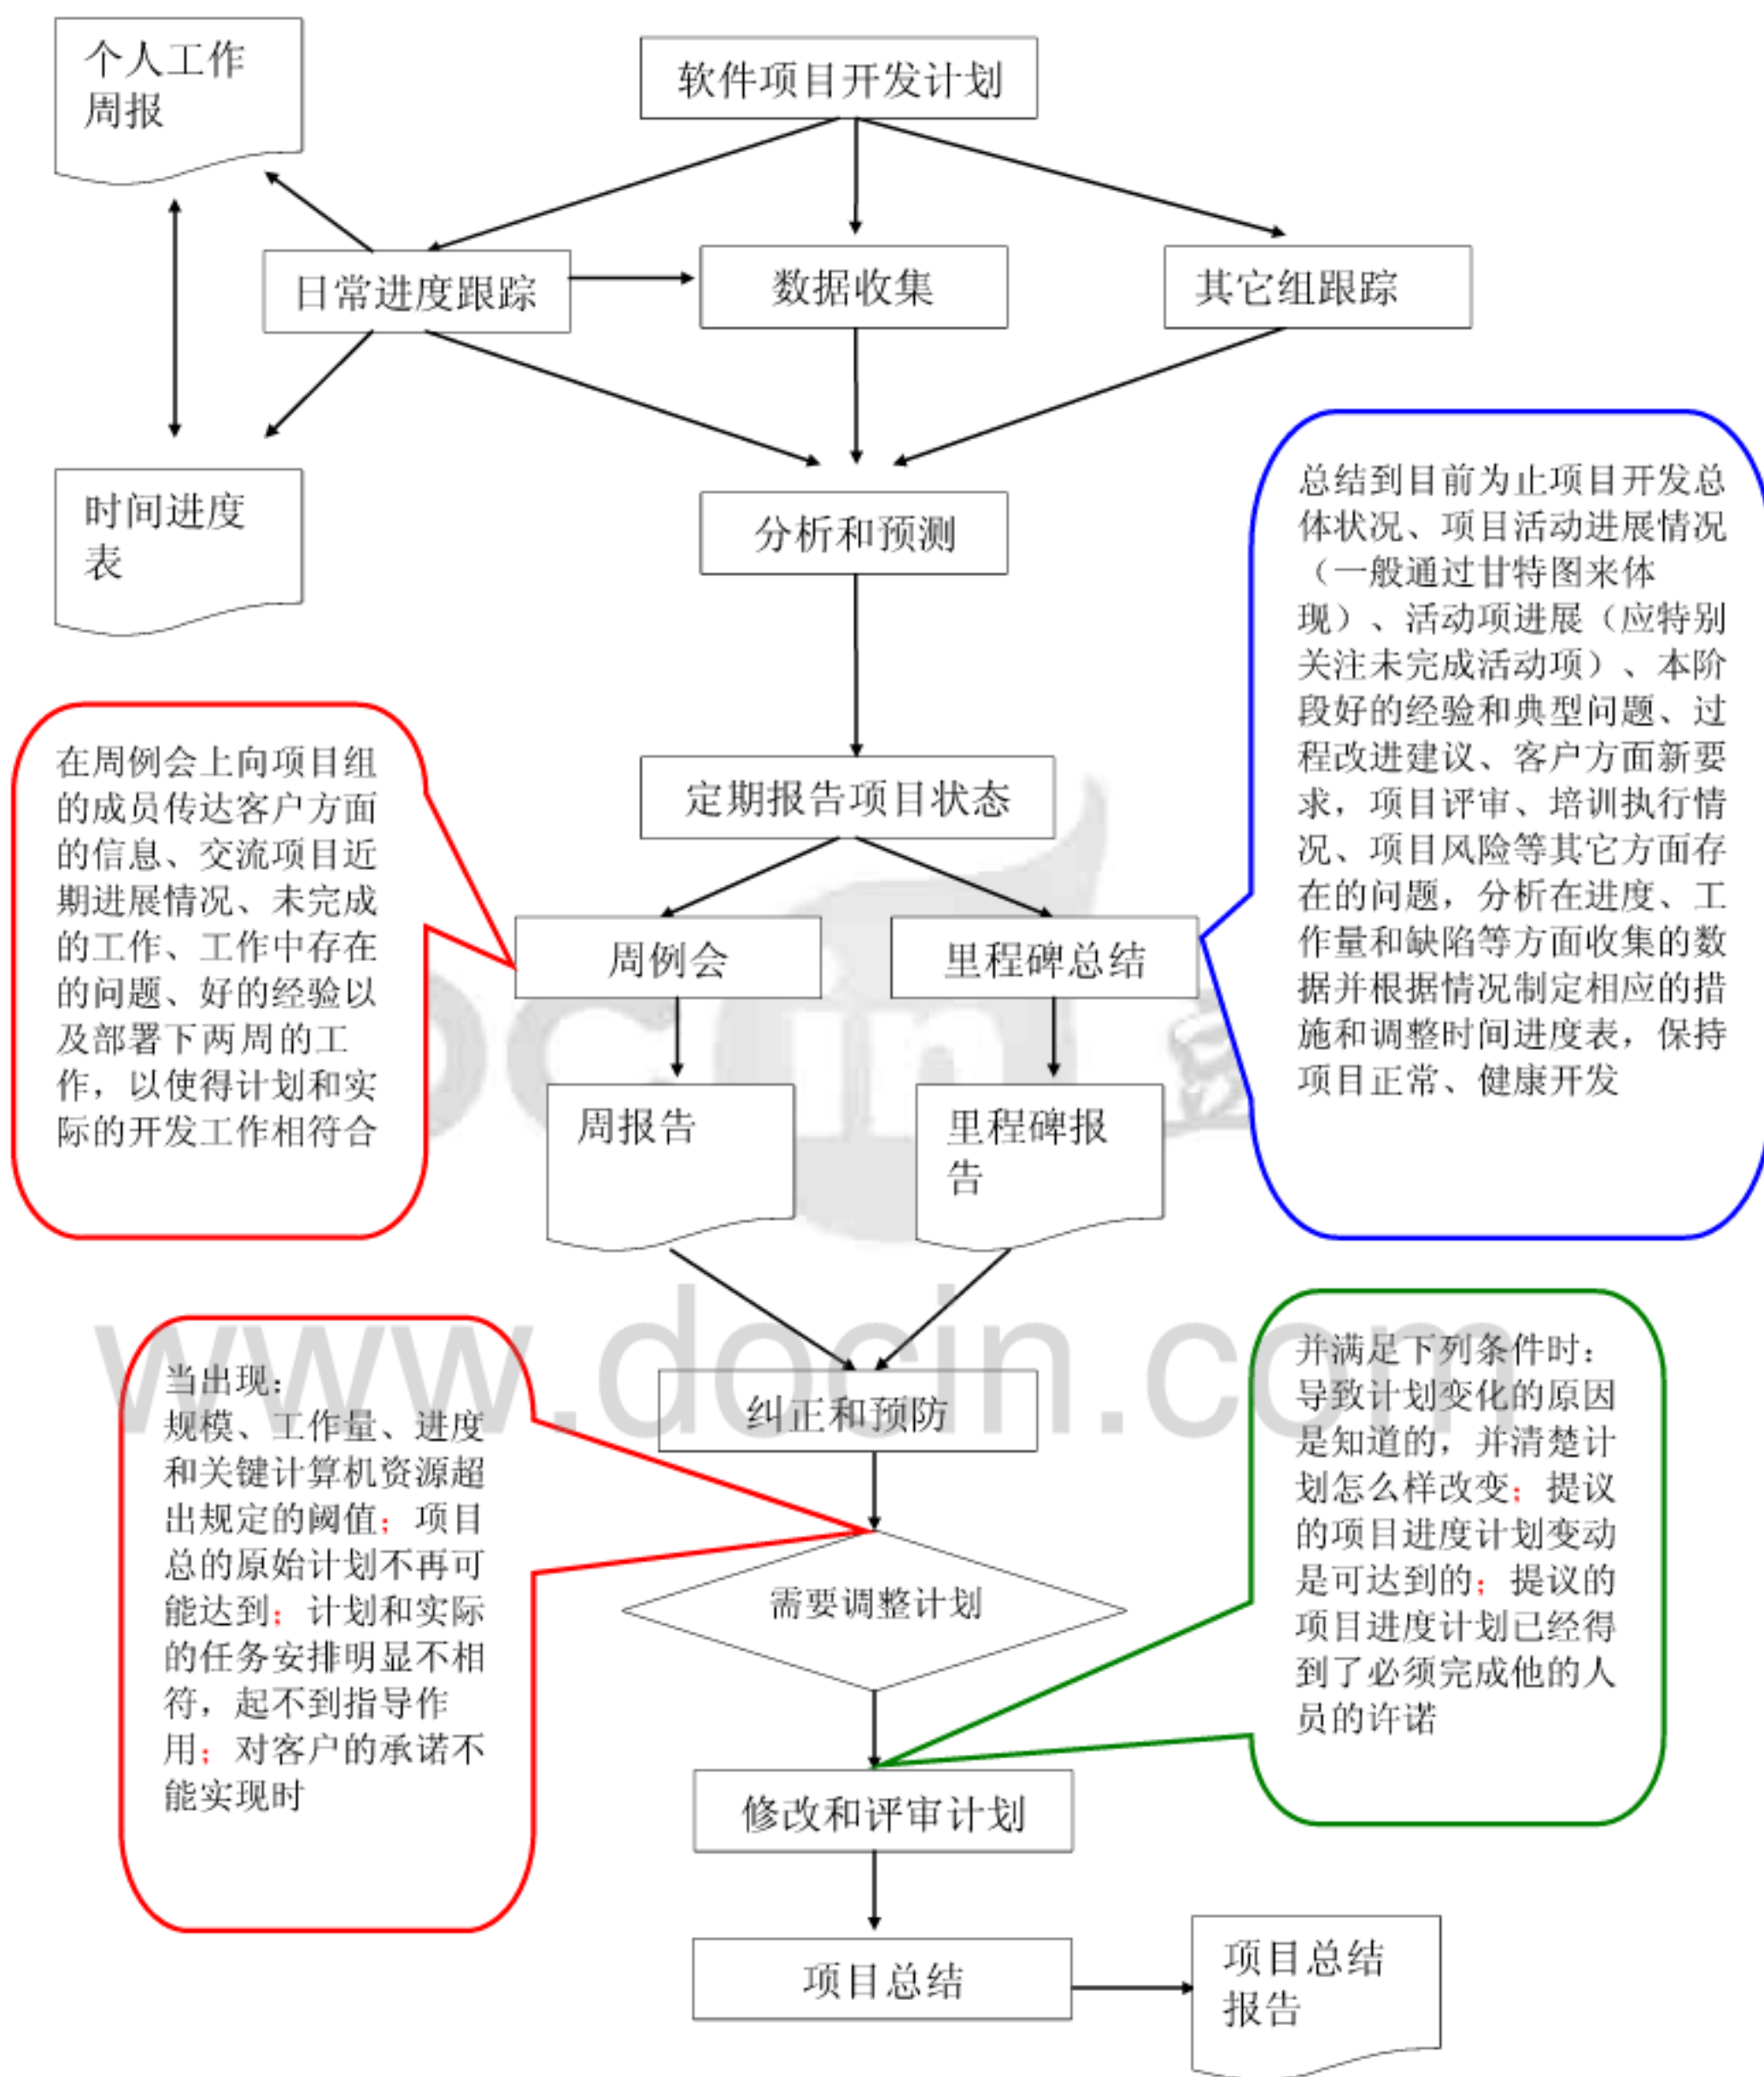 个人工作
周报
软件项目开发计划
日常进度跟踪
数据收集
其它组跟踪
时间进度
表
分析和预测
总结到目前为止项目开发总
体状况、项目活动进展情况
（一般通过甘特图来体
现）、活动项进展（应特别
关注未完成活动项）、本阶
段好的经验和典型问题、过
程改进建议、客户方面新要
求，项目评审、培训执行情
况、项目风险等其它方面存
在的问题，分析在进度、工
作量和缺陷等方面收集的数
据并根据情况制定相应的措
施和调整时间进度表，保持
项目正常、健康开发
在周例会上向项目组
的成员传达客户方面
的信息、交流项目近
期进展情况、未完成
的工作、工作中存在
的问题、好的经验以
及部署下两周的工
作，以使得计划和实
际的开发工作相符合
定期报告项目状态
周例会
里程碑总结
周报告
里程碑报
告
docin 豆
www.docin.com
当出现：
规模、工作量、进度
和关键计算机资源超
出规定的阈值；项目
总的原始计划不再可
能达到；计划和实际
的任务安排明显不相
符，起不到指导作
用；对客户的承诺不
能实现时
纠正和预防
并满足下列条件时：
导致计划变化的原因
是知道的，并清楚计
划怎么样改变；提议
的项目进度计划变动
是可达到的；提议的
项目进度计划已经得
到了必须完成他的人
员的许诺
需要调整计划
修改和评审计划
项目总结
项目总结
报告